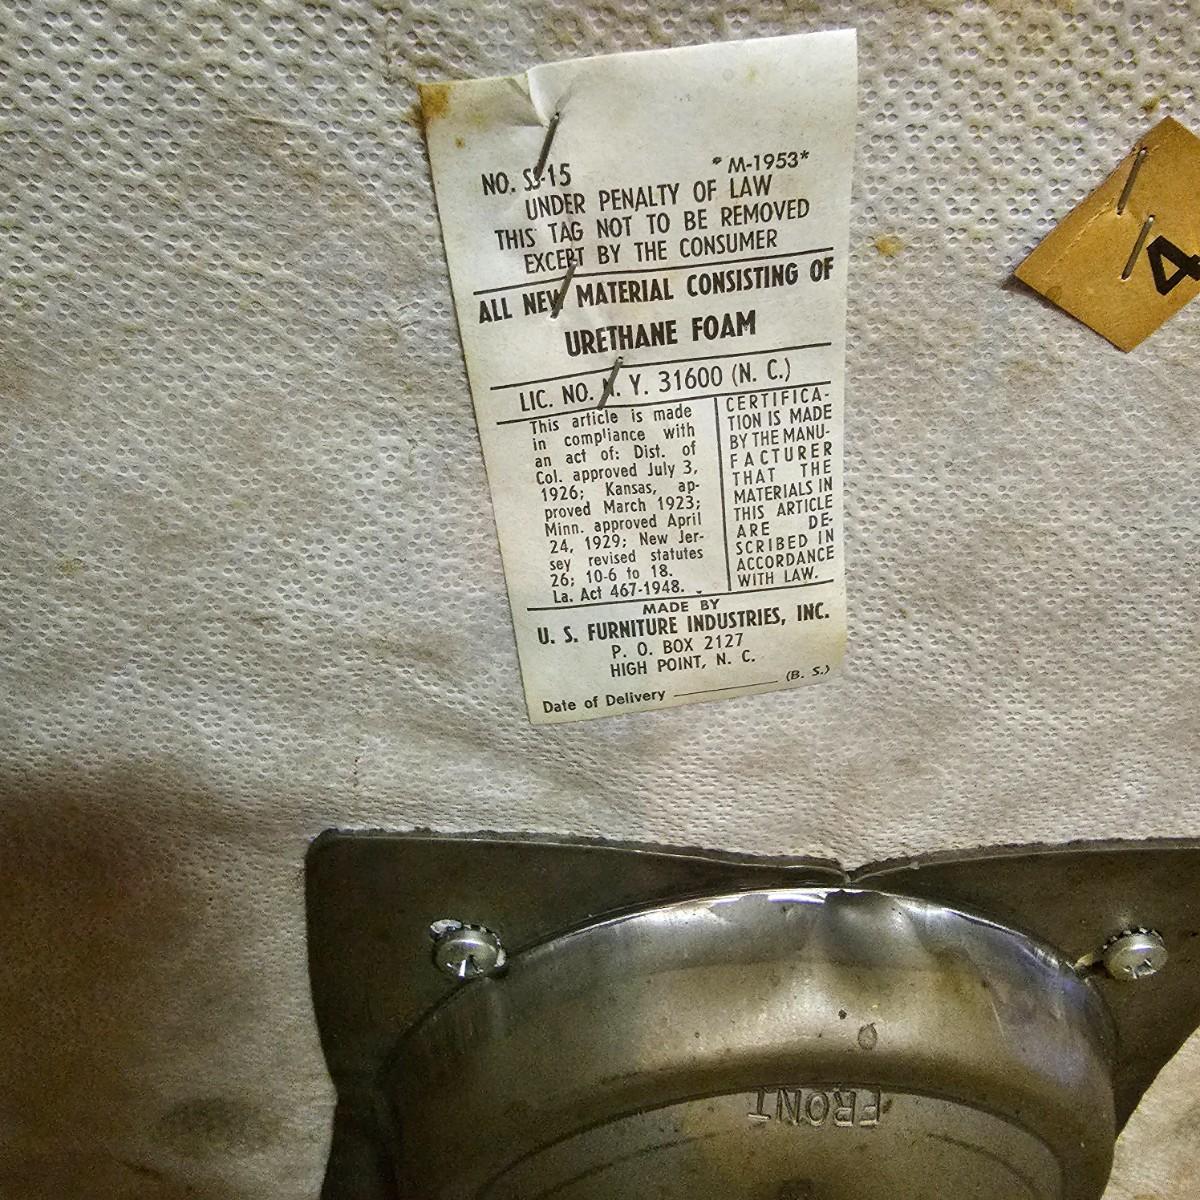 NO. SS-15 *M-1953*
UNDER PENALTY OF LAW
THIS TAG NOT TO BE REMOVED
EXCEPT BY THE CONSUMER
ALL NEW MATERIAL CONSISTING OF
URETHANE FOAM
LIC. NO. N. Y. 31600 (N. C.)
This article is made
in compliance with
an act of: Dist. of
Col. approved July 3,
1926; Kansas, ap-
proved March 1923;
Minn. approved April
24, 1929; New Jer-
sey revised statutes
26; 10-6 to 18.
La. Act 467-1948.
CERTIFICA-
TION IS MADE
BY THE MANU-
FACTURER
THAT THE
MATERIALS IN
THIS ARTICLE
ARE DE-
SCRIBED IN
ACCORDANCE
WITH LAW.
MADE BY
U. S. FURNITURE INDUSTRIES, INC.
P. O. BOX 2127
HIGH POINT, N. C.
(B. S.)
Date of Delivery
4
FRONT